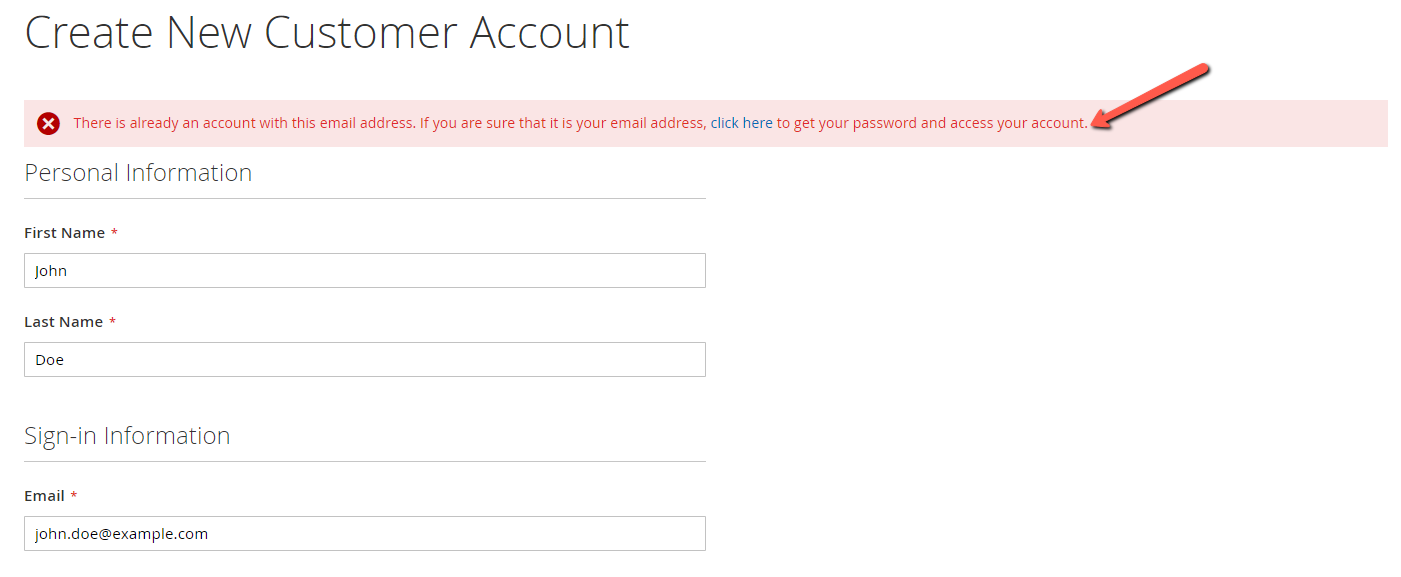 Create New Customer Account
There is already an account with this email address. If you are sure that it is your email address, click here to get your password and access your account.
Personal Information
First Name *
John
Last Name *
Doe
Sign-in Information
Email *
john.doe@example.com